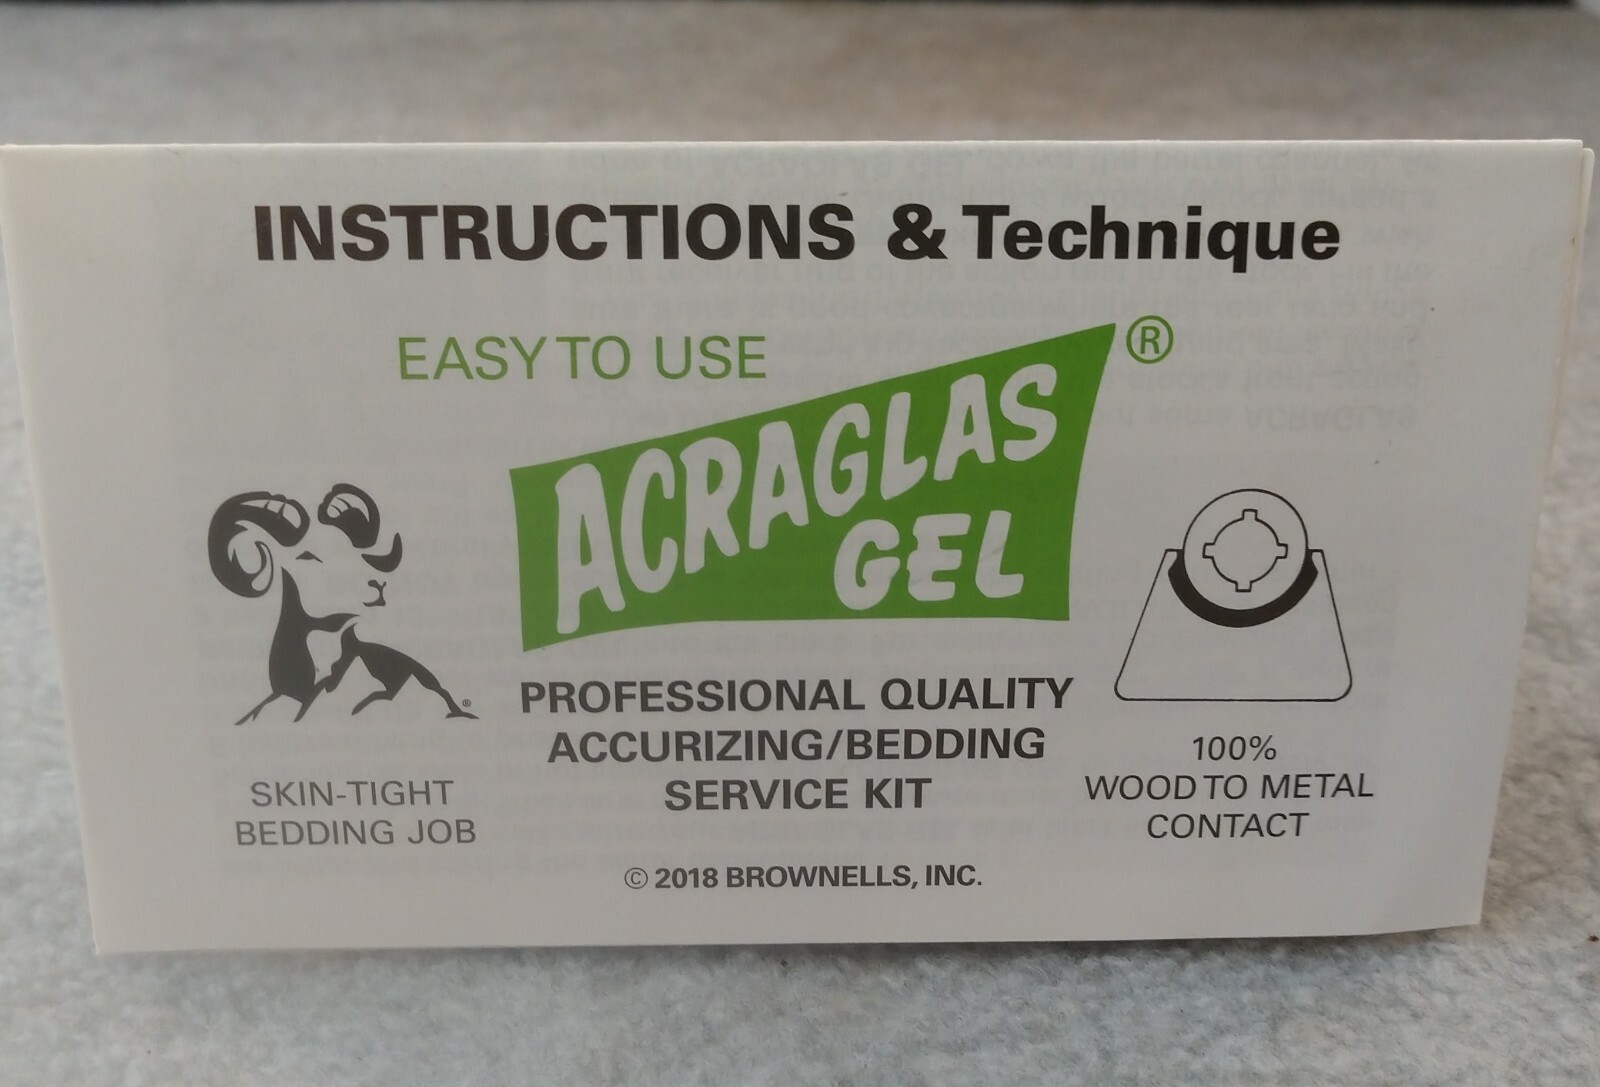 INSTRUCTIONS & Technique
EASY TO USE
ACRAGLAS ®
GEL
®
PROFESSIONAL QUALITY
ACCURIZING/BEDDING
SERVICE KIT
SKIN-TIGHT
BEDDING JOB
100%
WOOD TO METAL
CONTACT
© 2018 BROWNELLS, INC.